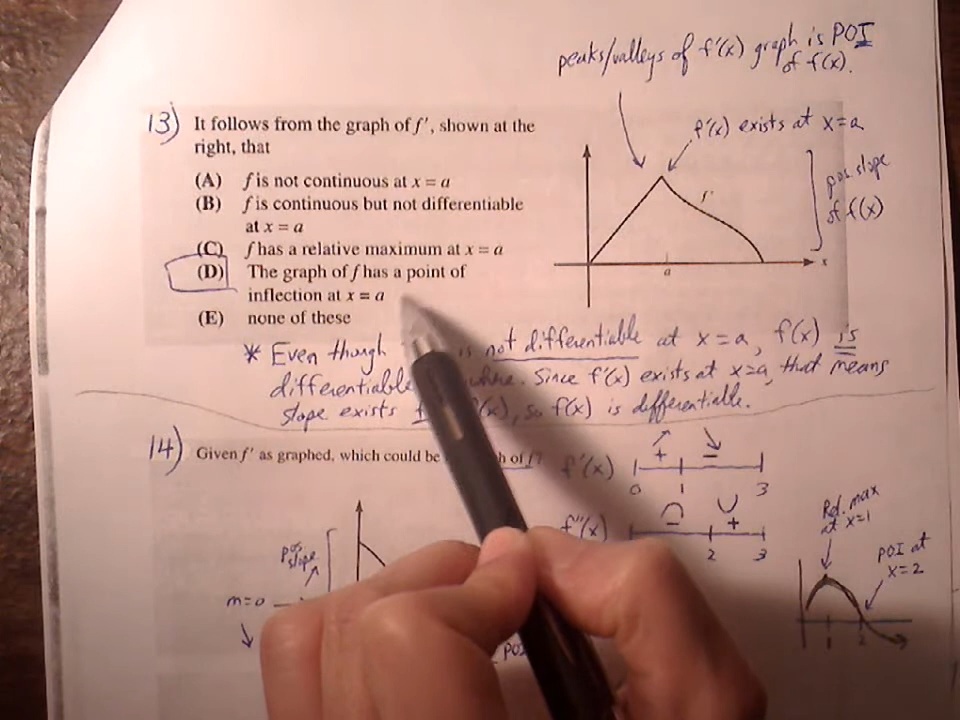 peaks/valleys of f'(x) graph is POI
of f(x).
13) It follows from the graph of f', shown at the
right, that
(A) f is not continuous at x = a
(B) f is continuous but not differentiable
at x = a
(C) f has a relative maximum at x = a
(D) The graph of f has a point of
inflection at x = a
(E) none of these
f'(x) exists at x=a
f'
pos. slope
of f(x)
a
x
* Even though is not differentiable at x=a, f(x) is
differentiable. Since f'(x) exists at x=a, that means
slope exists f(x), so f(x) is differentiable.
14) Given f' as graphed, which could be of f?
f'(x)
+
−
0 1 3
f''(x)
−
+
2 3
pos
slope
m=0
POI
Rel. max
at x=1
POI at
x=2
1 2